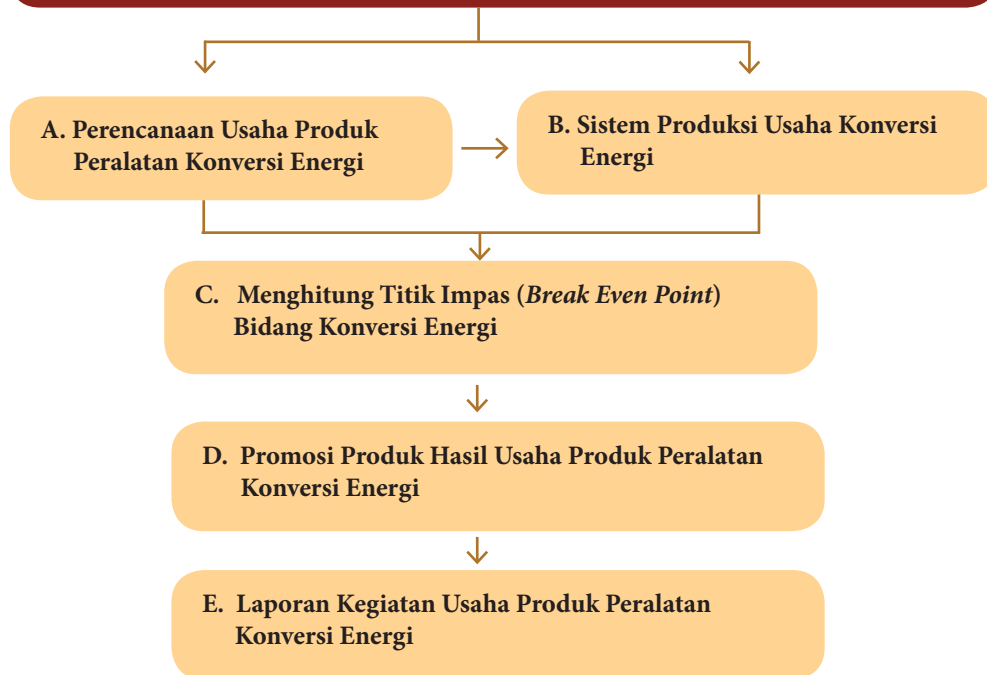 A. Perencanaan Usaha Produk
Peralatan Konversi Energi
B. Sistem Produksi Usaha Konversi
Energi
C. Menghitung Titik Impas (Break Even Point)
Bidang Konversi Energi
D. Promosi Produk Hasil Usaha Produk Peralatan
Konversi Energi
E. Laporan Kegiatan Usaha Produk Peralatan
Konversi Energi